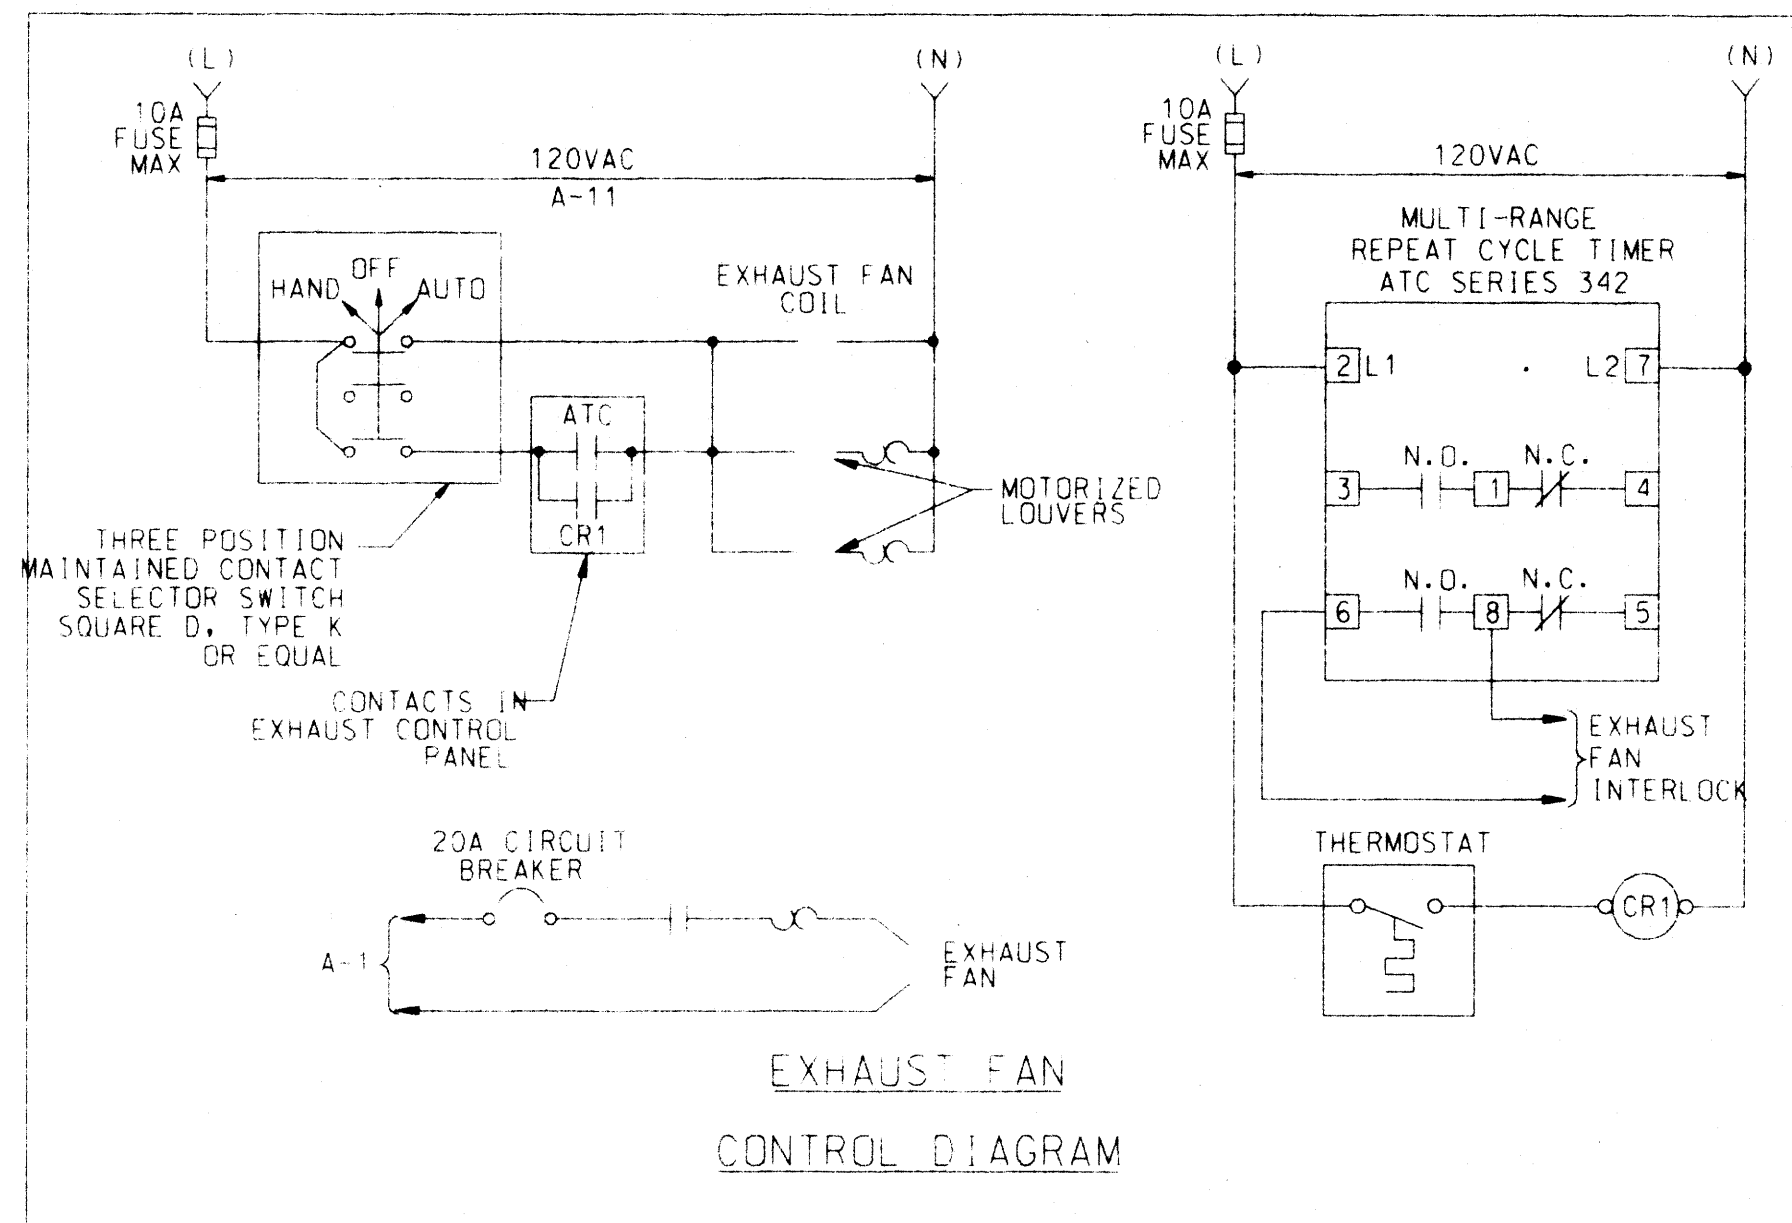 (L)
(N)
10A
FUSE
MAX
120VAC
A-11
HAND
OFF
AUTO
EXHAUST FAN
COIL
ATC
CR1
MOTORIZED
LOUVERS
THREE POSITION
MAINTAINED CONTACT
SELECTOR SWITCH
SQUARE D, TYPE K
OR EQUAL
CONTACTS IN
EXHAUST CONTROL
PANEL
20A CIRCUIT
BREAKER
A-1
EXHAUST
FAN
(L)
(N)
10A
FUSE
MAX
120VAC
MULTI-RANGE
REPEAT CYCLE TIMER
ATC SERIES 342
2 L1
L2 7
N.O. N.C.
3 1 4
N.O. N.C.
6 8 5
EXHAUST
FAN
INTERLOCK
THERMOSTAT
CR1
EXHAUST FAN
CONTROL DIAGRAM